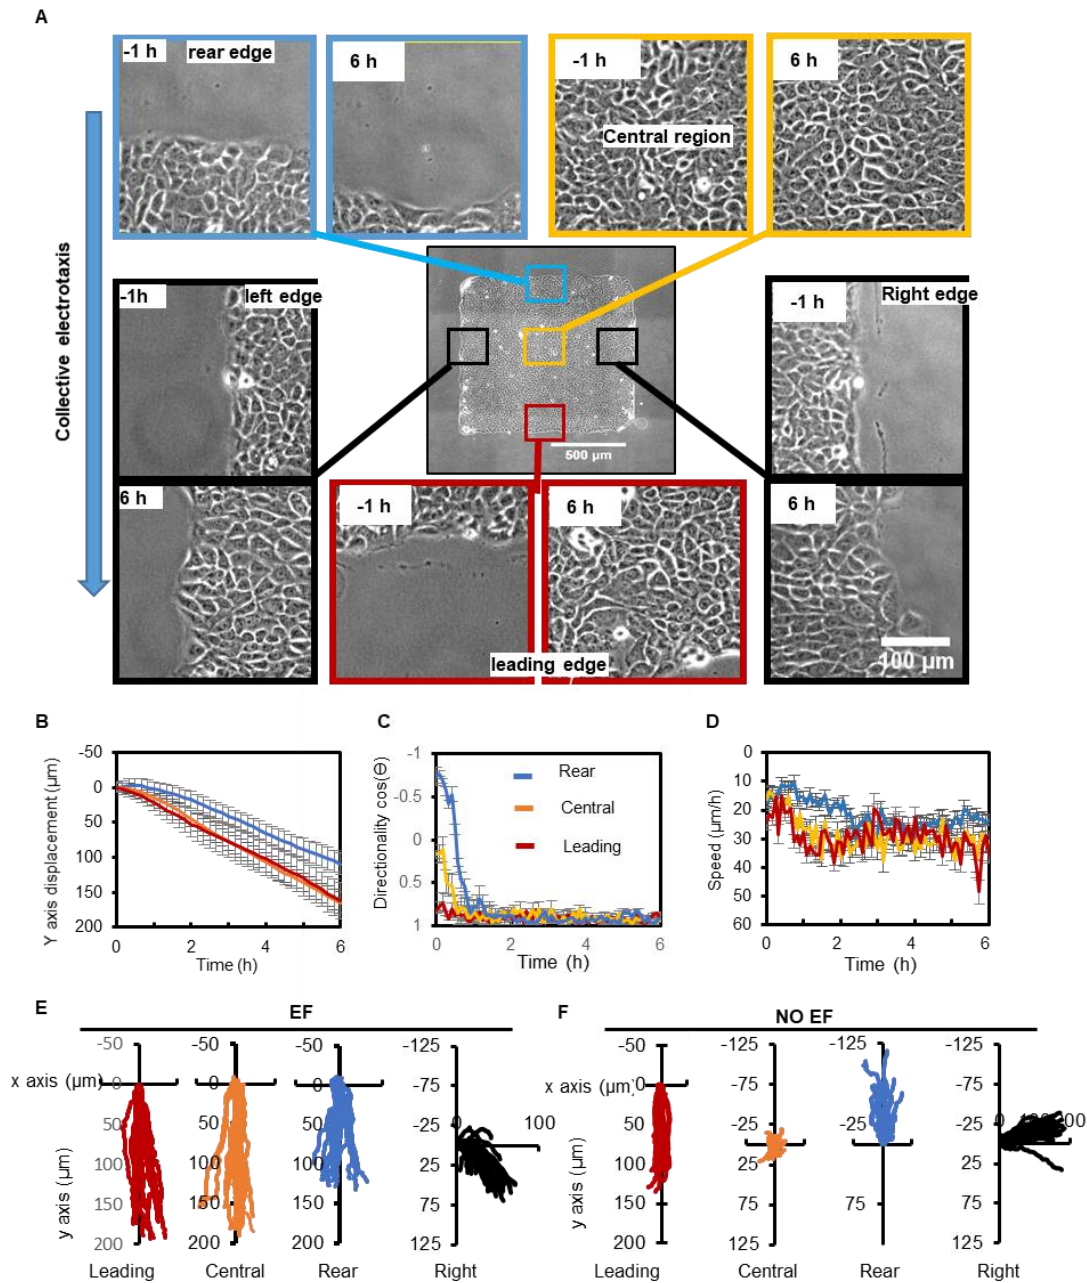 A
-1 h
rear edge
6 h
-1 h
Central region
6 h
Collective electrotaxis
-1h
left edge
-1 h
Right edge
500 µm
6 h
-1 h
6 h
6 h
leading edge
100 µm
B
C
D
Y axis displacement (µm)
-50
0
50
100
150
200
0
2
4
6
Time (h)
Directionality cos(Θ)
-1
-0.5
0
0.5
1
0
2
4
6
Time (h)
Rear
Central
Leading
Speed (µm/h)
0
10
20
30
40
50
60
0
2
4
6
Time (h)
E
EF
x axis (µm)
y axis (µm)
-50
0
50
100
150
200
Leading
-50
0
50
100
150
200
Central
-50
0
50
100
150
200
Rear
-125
-75
-25
25
75
125
0
100
Right
F
NO EF
x axis (µm)
y axis (µm)
-50
0
50
100
150
200
Leading
-125
-75
-25
25
75
125
Central
-125
-75
-25
75
Rear
-125
-75
-25
25
75
125
0
Right